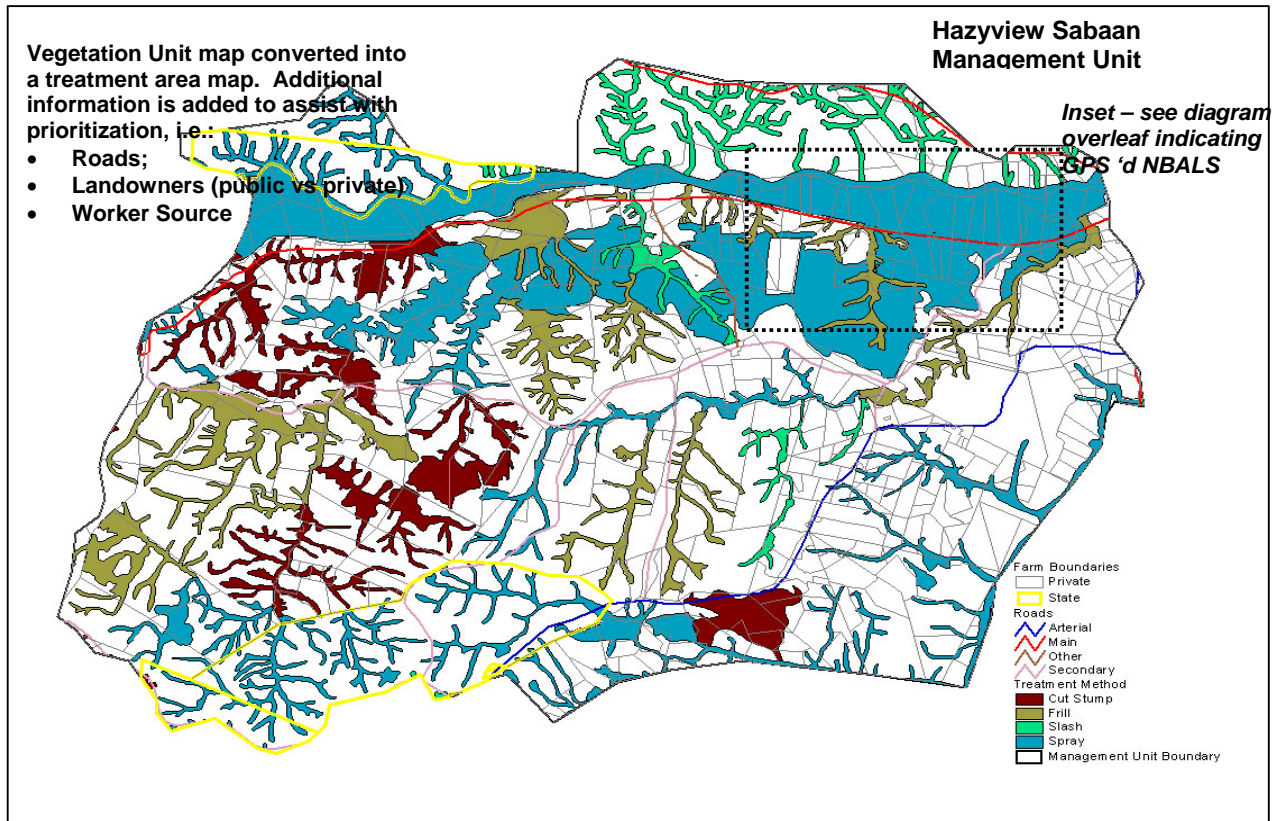 Vegetation Unit map converted into
a treatment area map. Additional
information is added to assist with
prioritization, i.e.:
• Roads;
• Landowners (public vs private)
• Worker Source
Hazyview Sabaan
Management Unit
Inset – see diagram
overleaf indicating
GPS ‘d NBALS
Farm Boundaries
Private
State
Roads
Arterial
Main
Other
Secondary
Treatment Method
Cut Stump
Frill
Slash
Spray
Management Unit Boundary